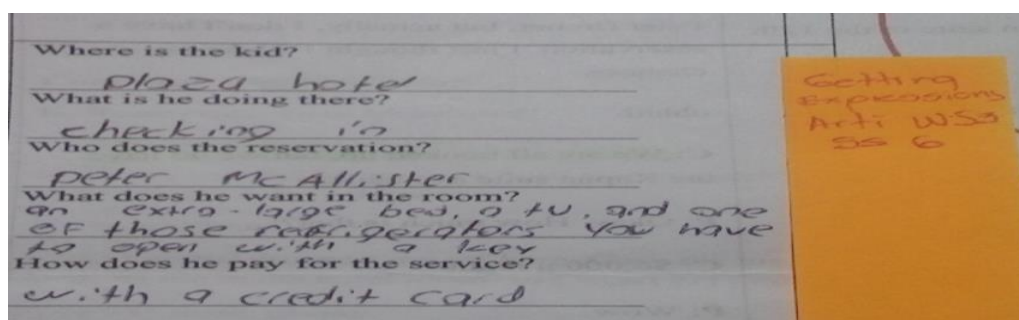 Where is the kid?
plaza hotel
What is he doing there?
checking in
Who does the reservation?
peter McAllister
What does he want in the room?
an extra-large bed, a tv, and one
of those refrigerators you have
to open with a key
How does he pay for the service?
with a credit card
Getting
Expressions
Arti WS3
SS 6